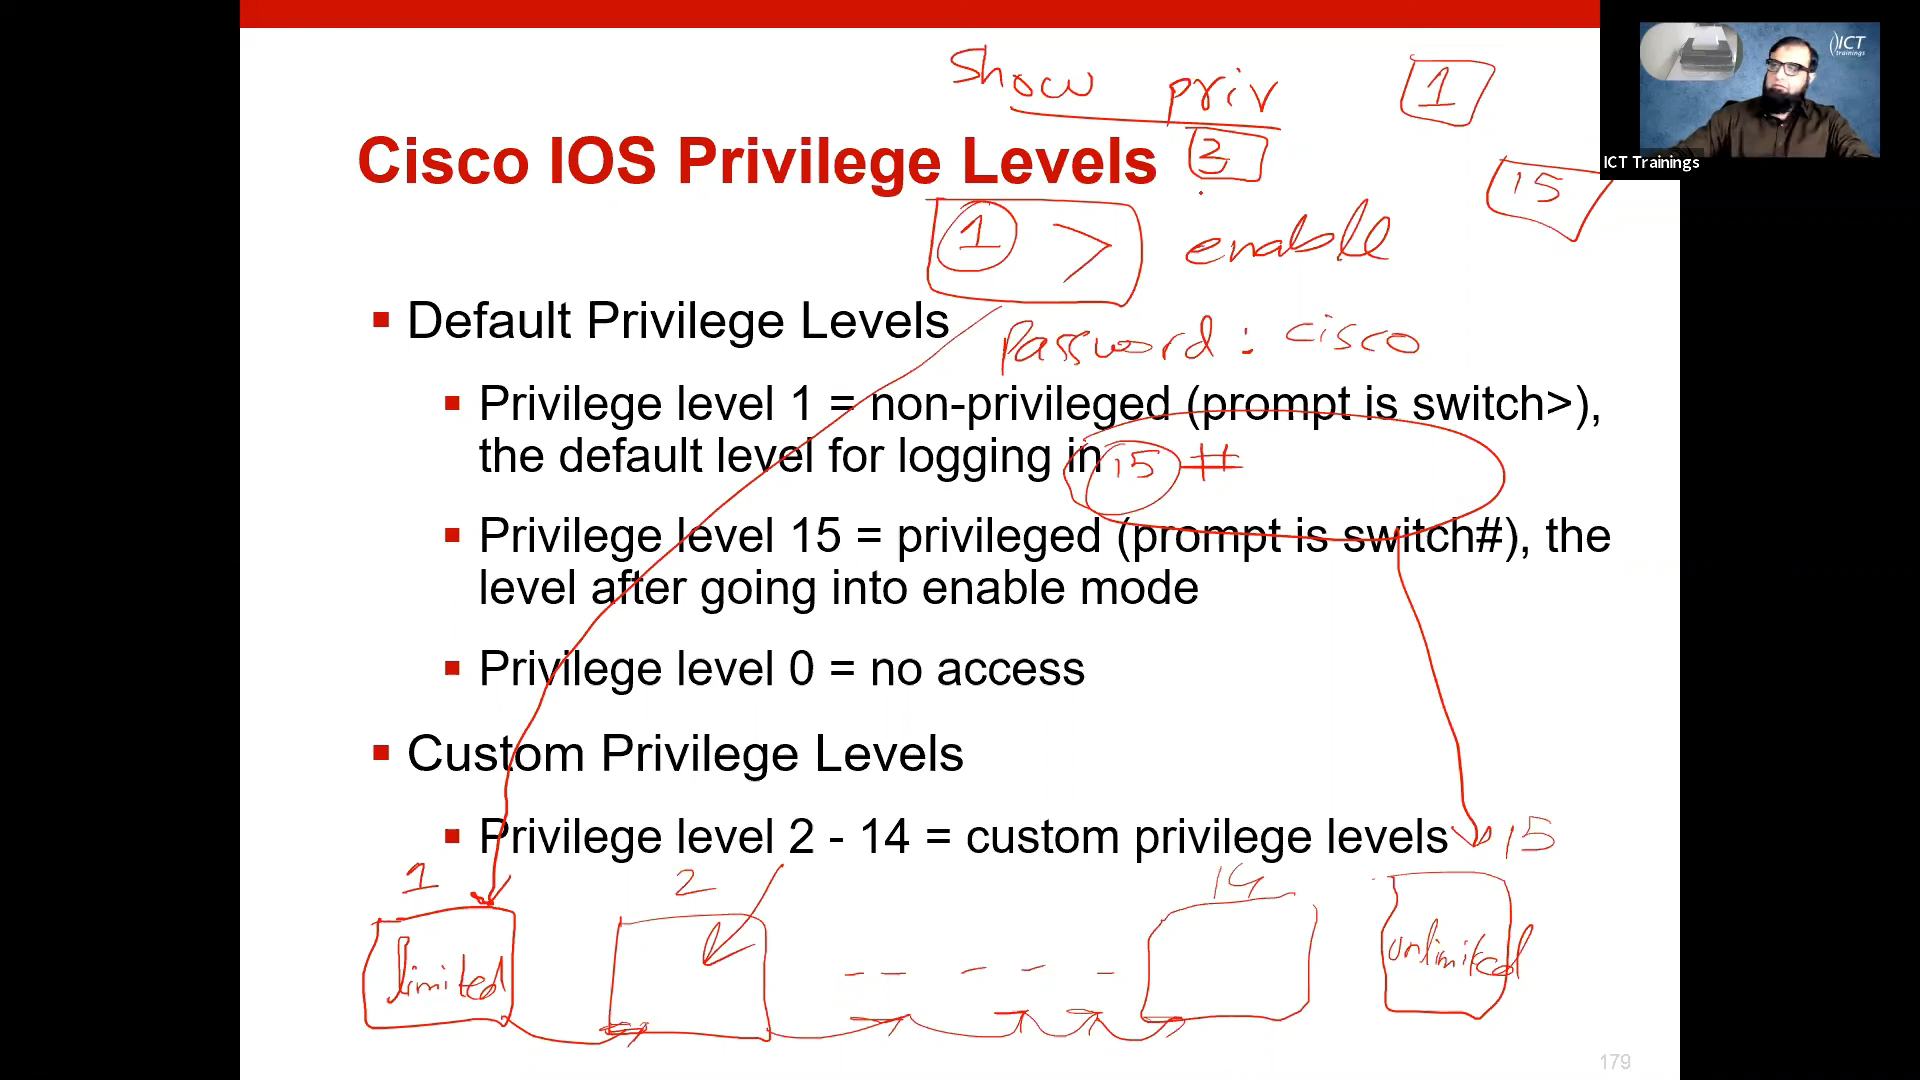 Show priv
1
ICT
trainings
ICT Trainings
Cisco IOS Privilege Levels
3
15
1 > enable
▪ Default Privilege Levels
Password : cisco
▪ Privilege level 1 = non-privileged (prompt is switch>),
the default level for logging in
15 #
▪ Privilege level 15 = privileged (prompt is switch#), the
level after going into enable mode
▪ Privilege level 0 = no access
▪ Custom Privilege Levels
▪ Privilege level 2 - 14 = custom privilege levels
15
1
2
14
limited
unlimited
179